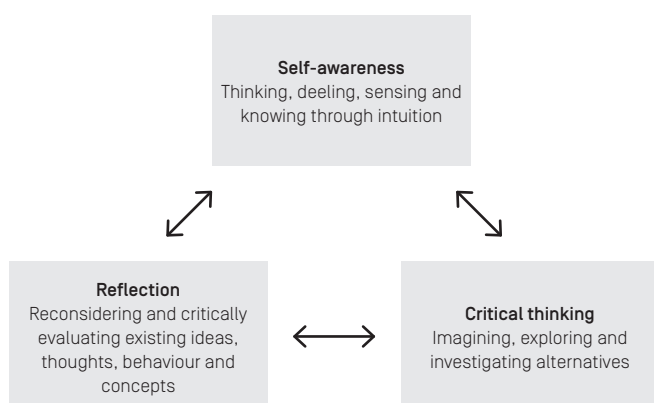 Self-awareness
Thinking, deeling, sensing and
knowing through intuition
Reflection
Reconsidering and critically
evaluating existing ideas,
thoughts, behaviour and
concepts
Critical thinking
Imagining, exploring and
investigating alternatives